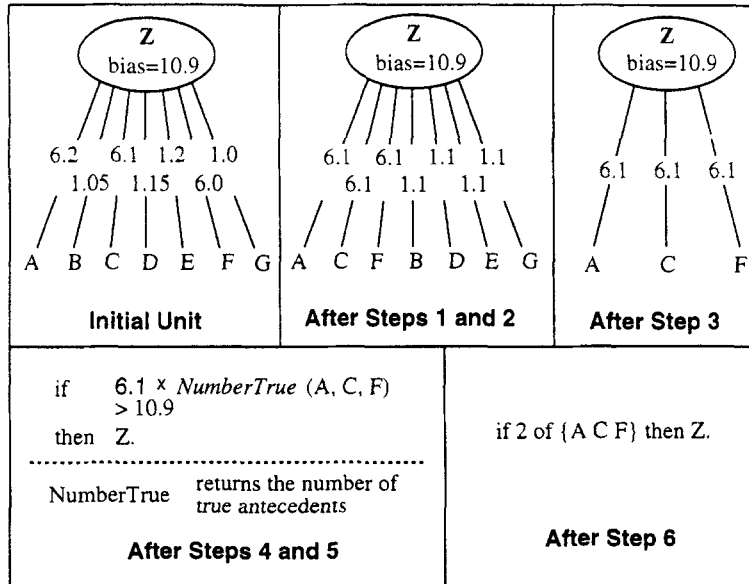 Z
bias=10.9
6.2 6.1 1.2 1.0
1.05 1.15 6.0
A B C D E F G
Initial Unit
Z
bias=10.9
6.1 6.1 1.1 1.1
6.1 1.1 1.1
A C F B D E G
After Steps 1 and 2
Z
bias=10.9
6.1 6.1 6.1
A C F
After Step 3
if 6.1 × NumberTrue (A, C, F)
> 10.9
then Z.
NumberTrue returns the number of
true antecedents
After Steps 4 and 5
if 2 of {A C F} then Z.
After Step 6